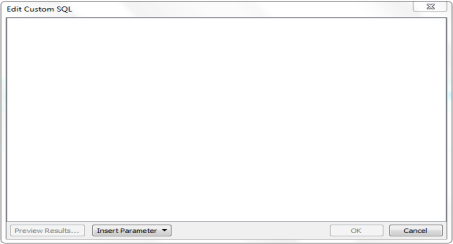 Edit Custom SQL
Preview Results... Insert Parameter OK Cancel